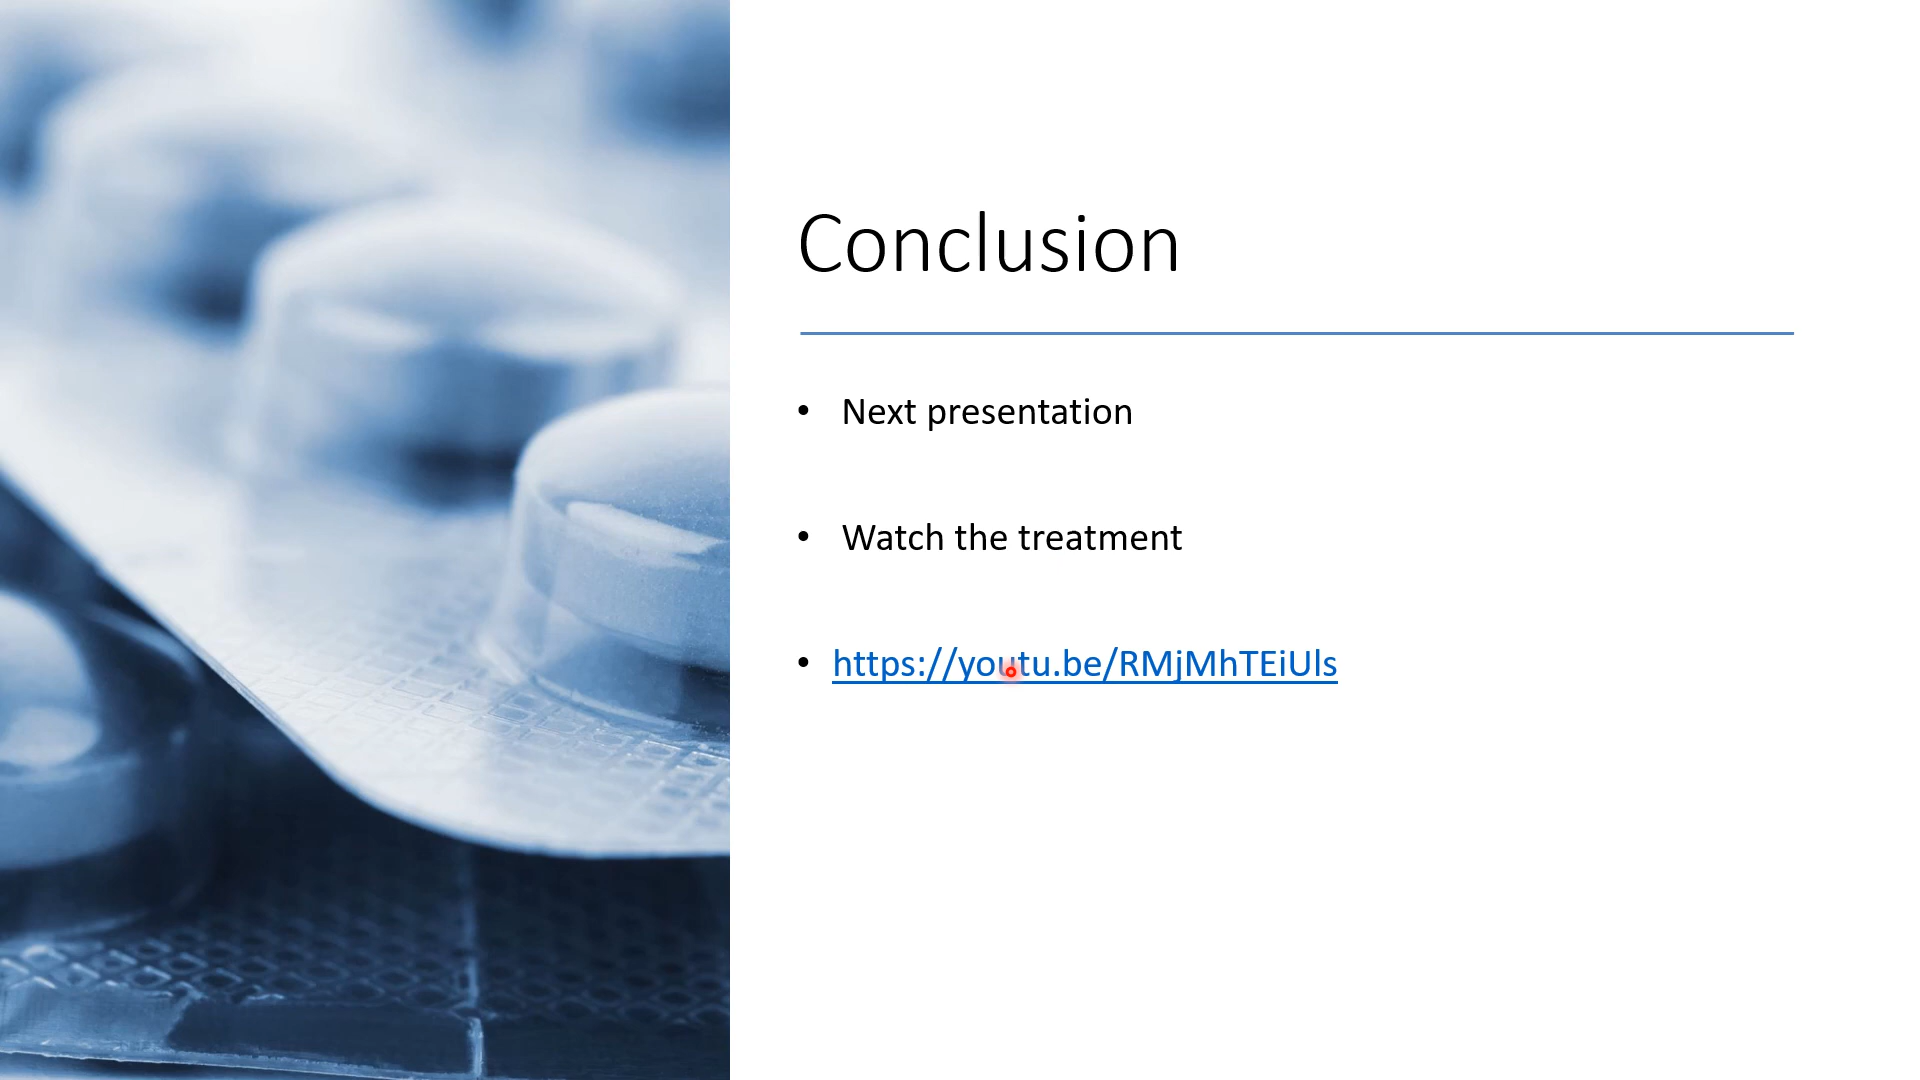 Conclusion
• Next presentation
• Watch the treatment
• https://youtu.be/RMjMhTEiUls